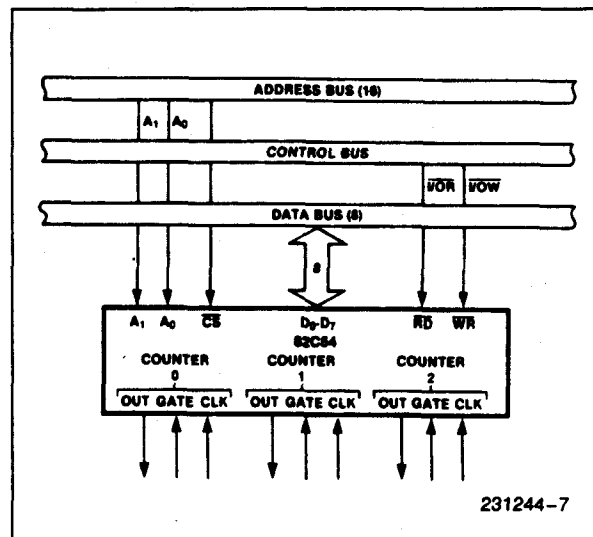 ADDRESS BUS (16)
A1 A0
CONTROL BUS
I/OR I/OW
DATA BUS (8)
8
A1 A0 CS D0-D7 RD WR
82C54
COUNTER COUNTER COUNTER
0 1 2
OUT GATE CLK OUT GATE CLK OUT GATE CLK
231244-7